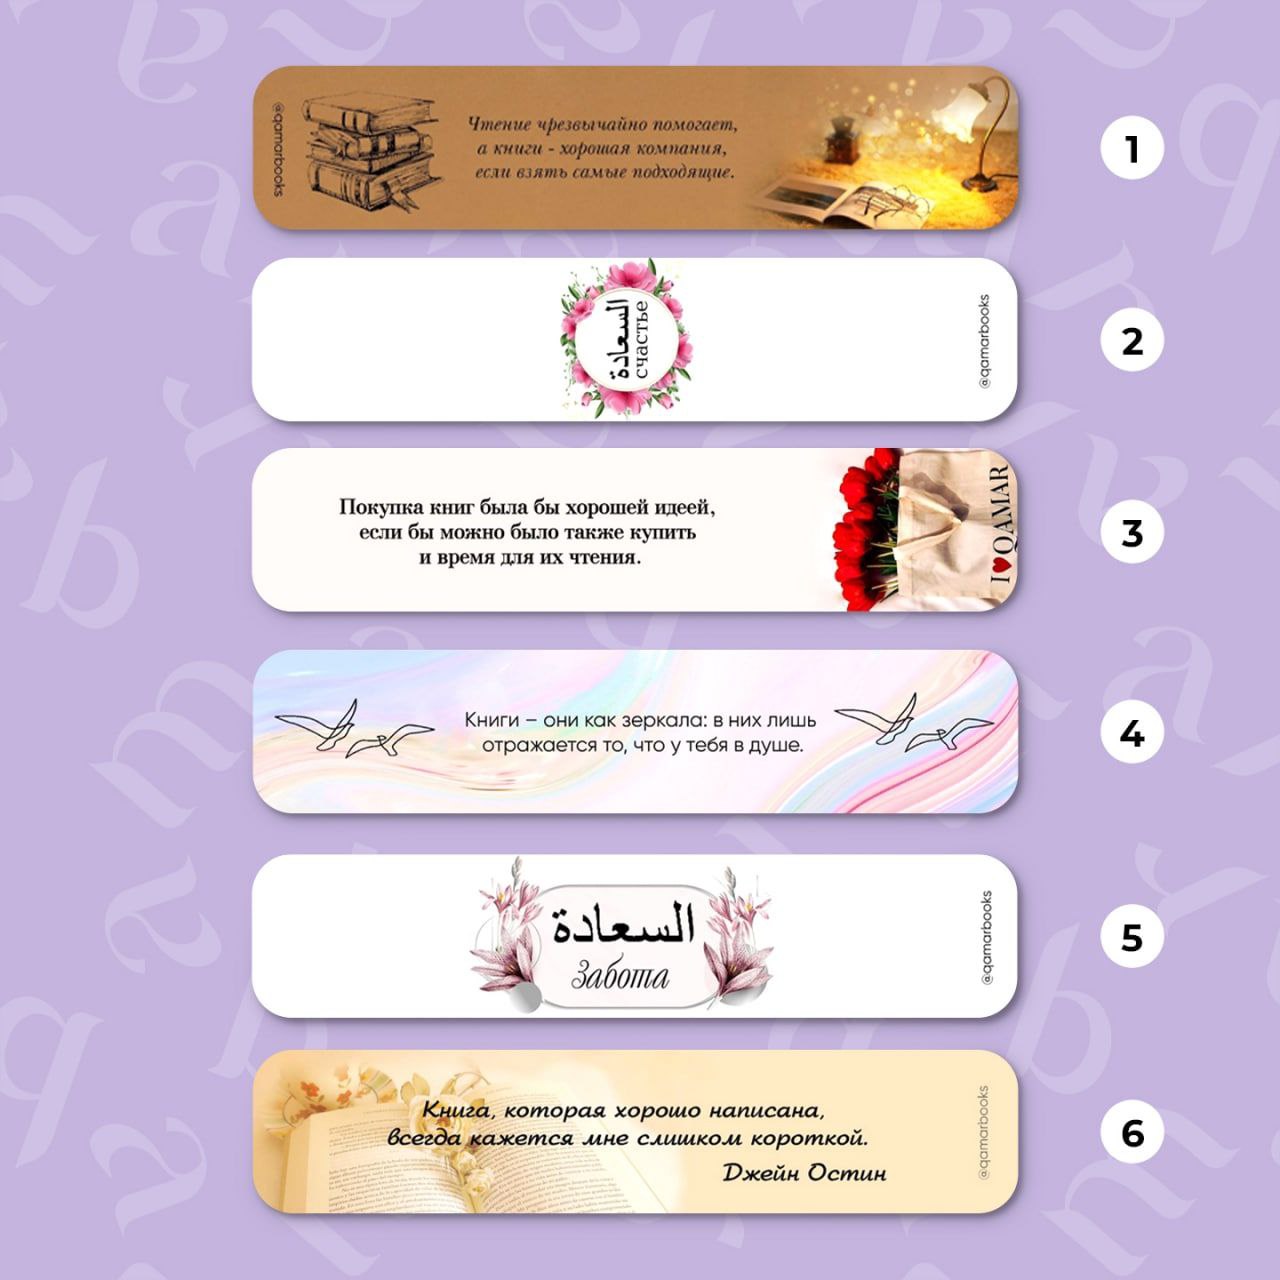 @qamarbooks
Чтение чрезвычайно помогает,
а книги - хорошая компания,
если взять самые подходящие.
1
السعادة
счастье
@qamarbooks
2
Покупка книг была бы хорошей идеей,
если бы можно было также купить
и время для их чтения.
I ♥ QAMAR
3
Книги – они как зеркала: в них лишь
отражается то, что у тебя в душе.
4
السعادة
Забота
@qamarbooks
5
Книга, которая хорошо написана,
всегда кажется мне слишком короткой.
Джейн Остин
@qamarbooks
6